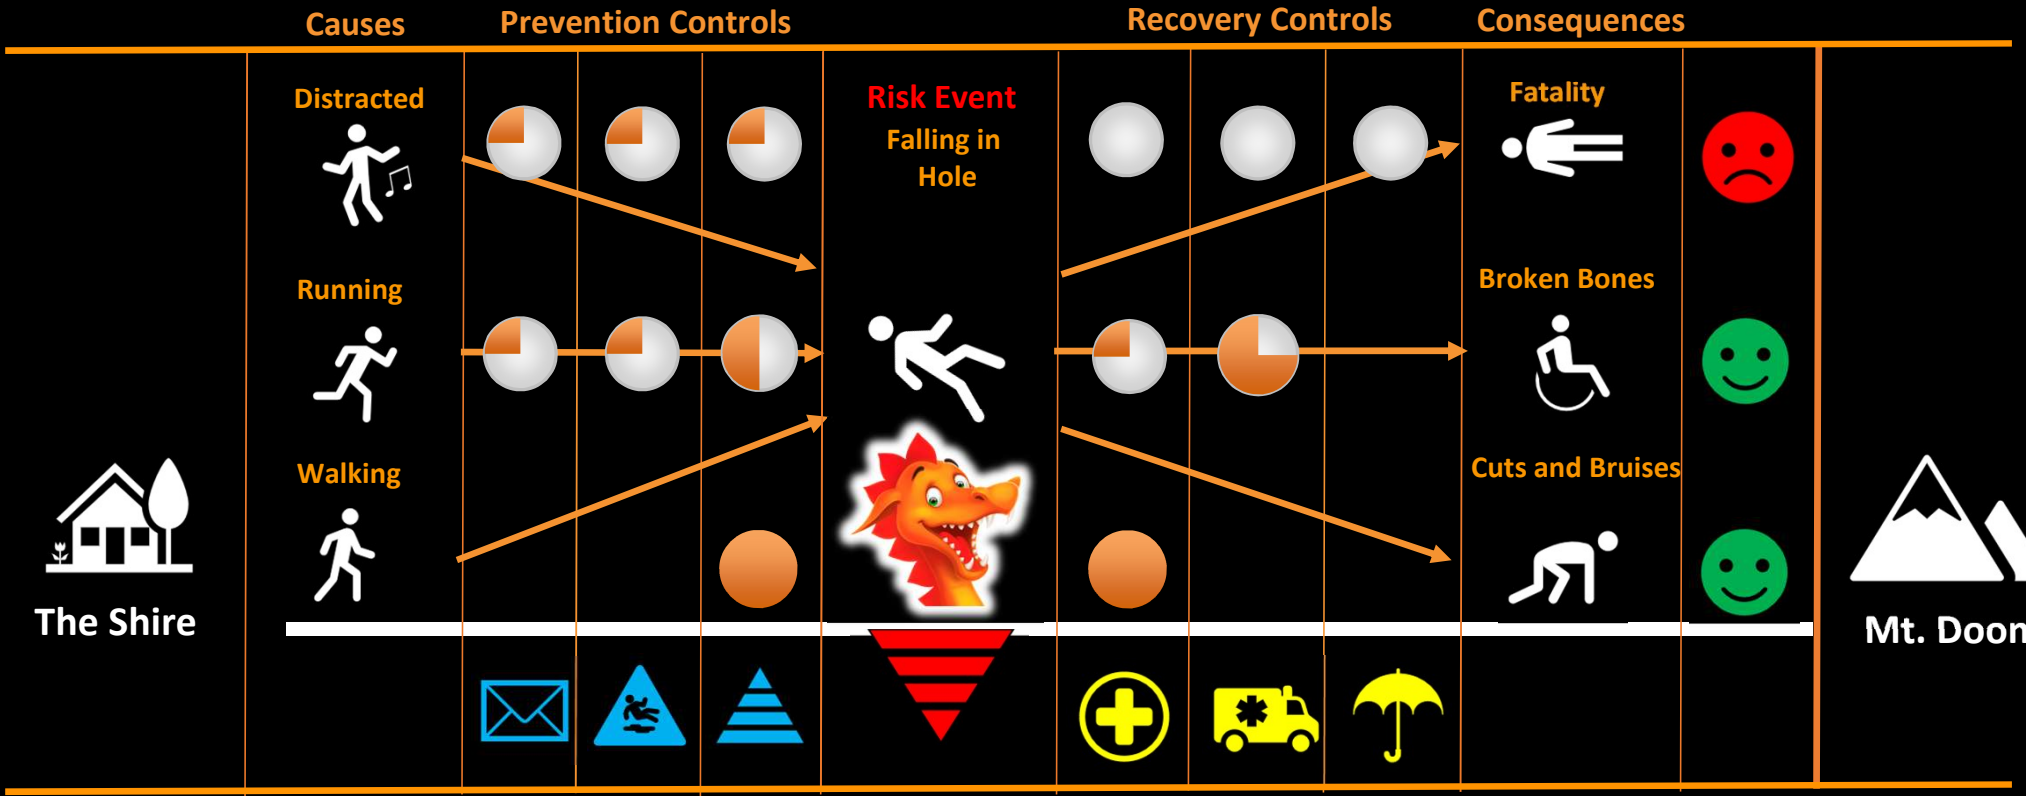 Causes
Prevention Controls
Recovery Controls
Consequences
Distracted
Risk Event
Falling in
Hole
Fatality
Running
Broken Bones
Walking
Cuts and Bruises
The Shire
Mt. Doon